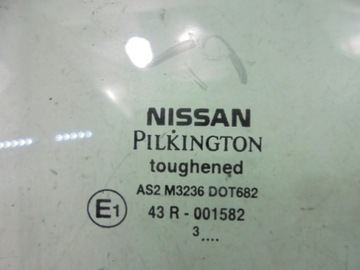 NISSAN
PILKINGTON
toughened
AS2 M3236 DOT682
E1 43 R - 001582
3 ....